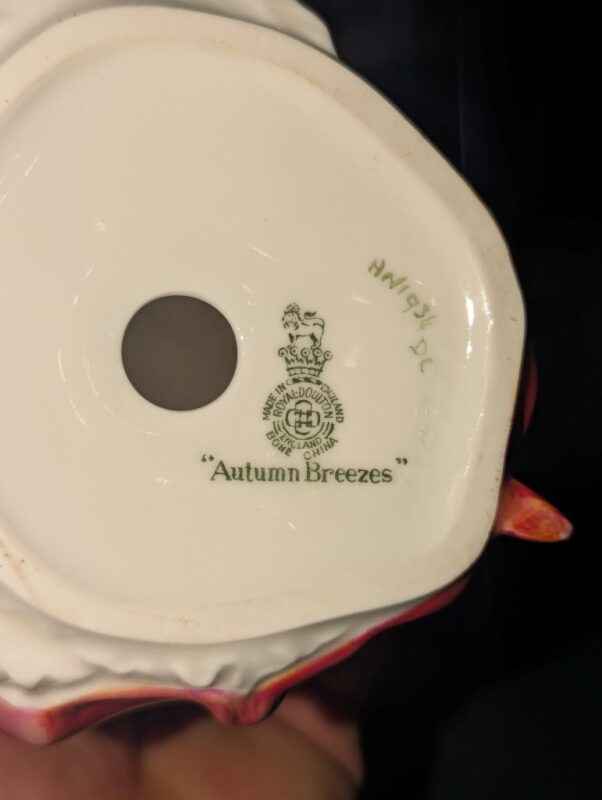 HN1934
DC
MADE IN ENGLAND
ROYAL DOULTON
ENGLAND
BONE CHINA
"Autumn Breezes"